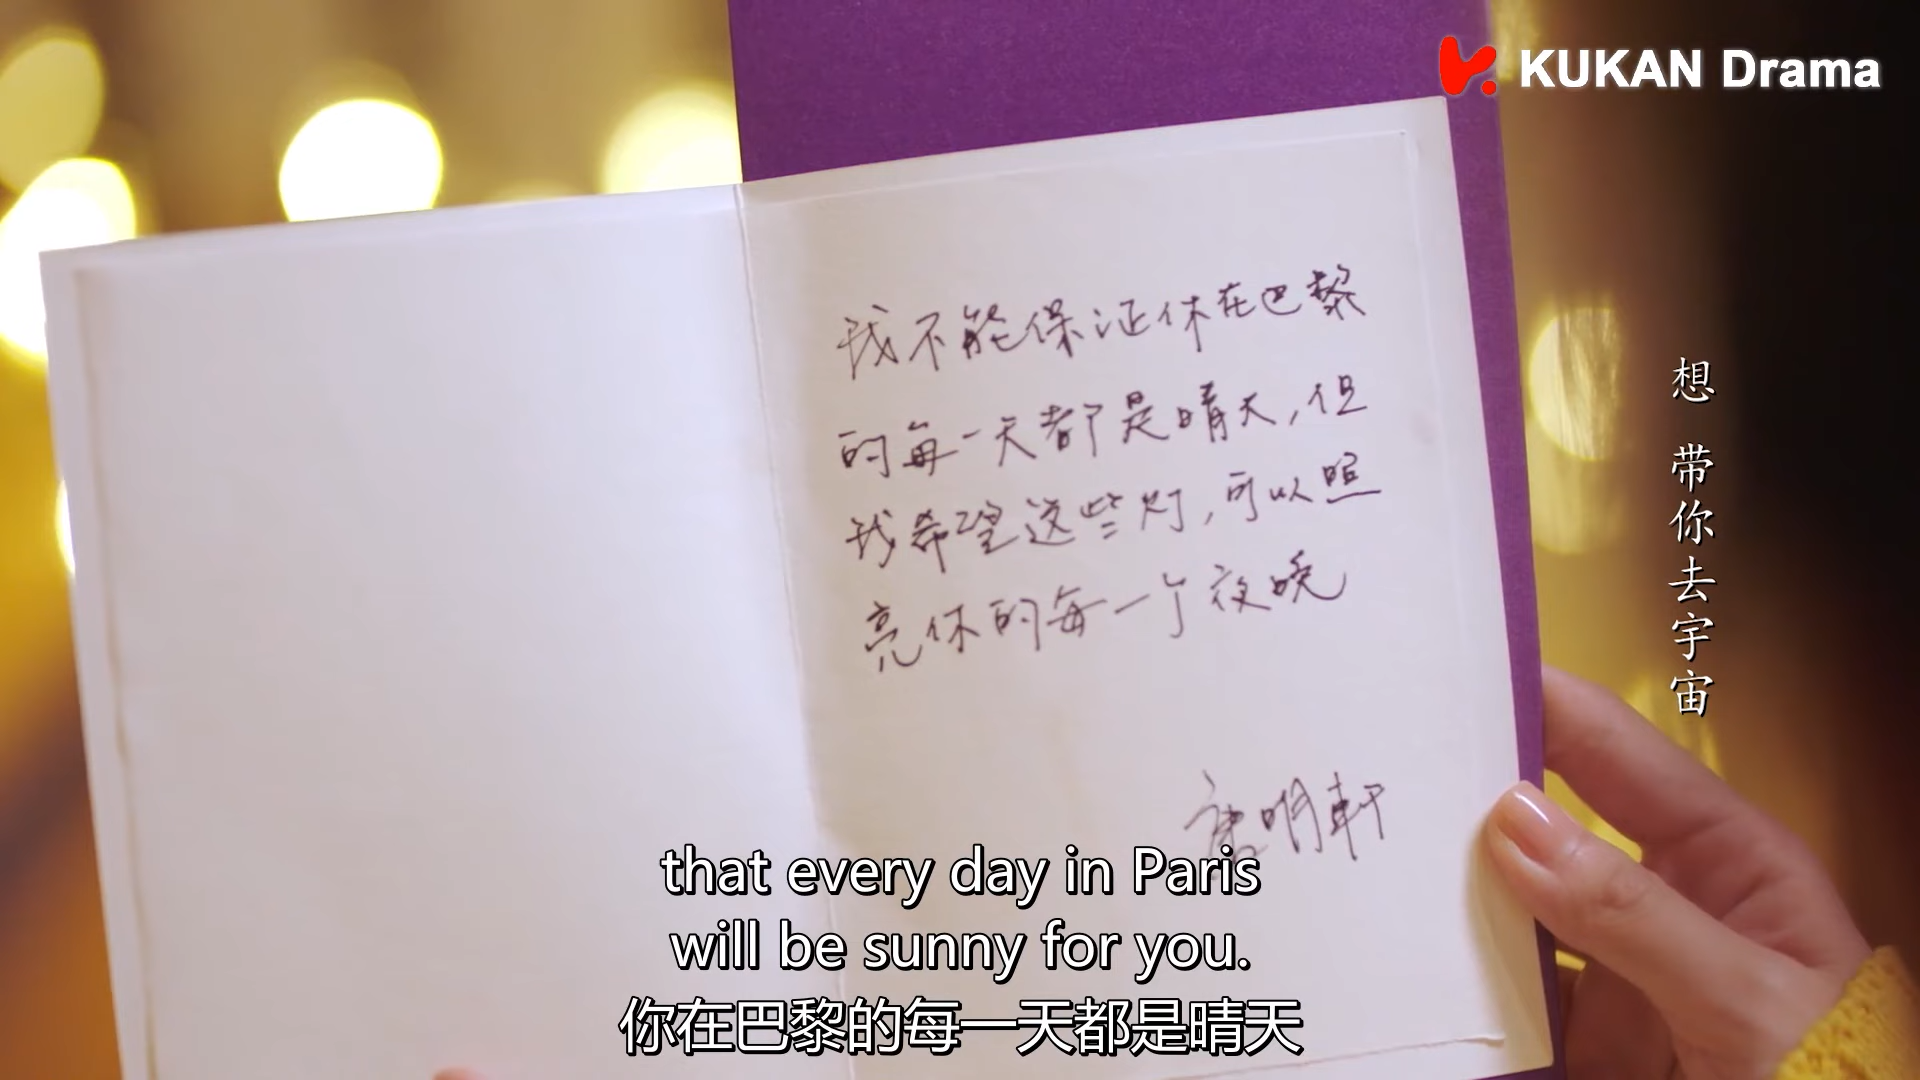 KUKAN Drama
我不能保证你在巴黎
的每一天都是晴天,但
我希望这些灯,可以照
亮你的每一个夜晚
唐明轩
想 带你去宇宙
that every day in Paris
will be sunny for you.
你在巴黎的每一天都是晴天